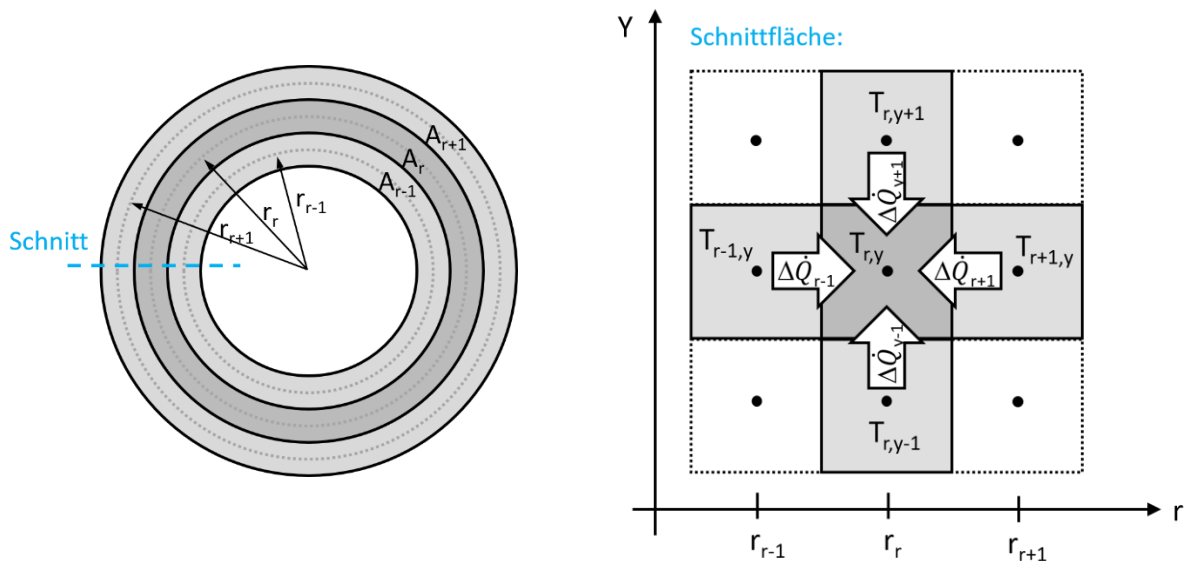 A_{r+1}
A_r
A_{r-1}
r_{r-1}
r_r
r_{r+1}
Schnitt
Y
Schnittfläche:
T_{r,y+1}
ΔQ̇_{y+1}
T_{r-1,y}
T_{r,y}
T_{r+1,y}
ΔQ̇_{r-1}
ΔQ̇_{r+1}
ΔQ̇_{y-1}
T_{r,y-1}
r
r_{r-1}
r_r
r_{r+1}